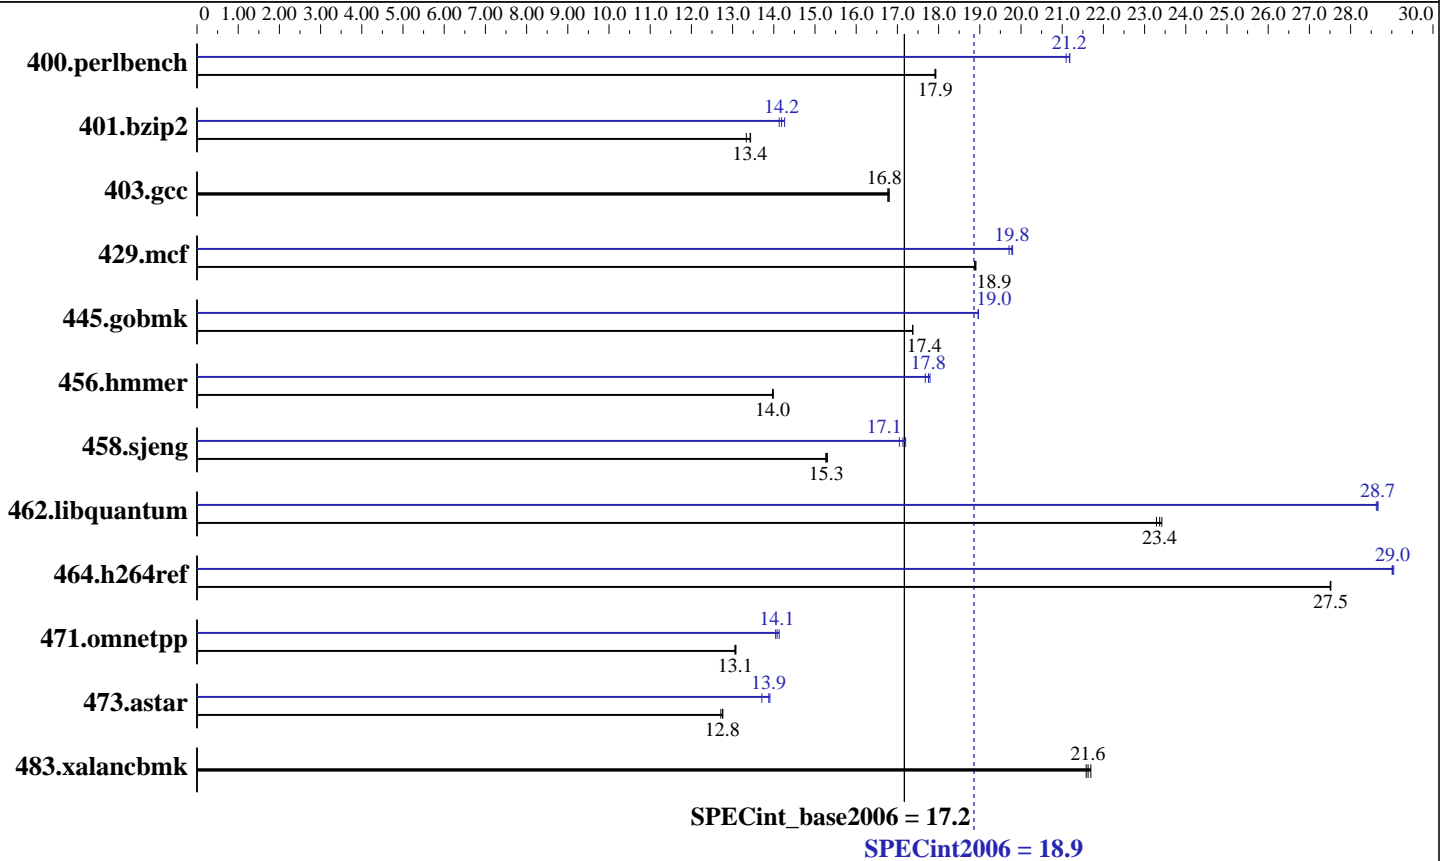 0 1.00 2.00 3.00 4.00 5.00 6.00 7.00 8.00 9.00 10.0 11.0 12.0 13.0 14.0 15.0 16.0 17.0 18.0 19.0 20.0 21.0 22.0 23.0 24.0 25.0 26.0 27.0 28.0 30.0
21.2
400.perlbench
17.9
14.2
401.bzip2
13.4
16.8
403.gcc
19.8
429.mcf
18.9
19.0
445.gobmk
17.4
17.8
456.hmmer
14.0
17.1
458.sjeng
15.3
28.7
462.libquantum
23.4
29.0
464.h264ref
27.5
14.1
471.omnetpp
13.1
13.9
473.astar
12.8
21.6
483.xalancbmk
SPECint_base2006 = 17.2
SPECint2006 = 18.9